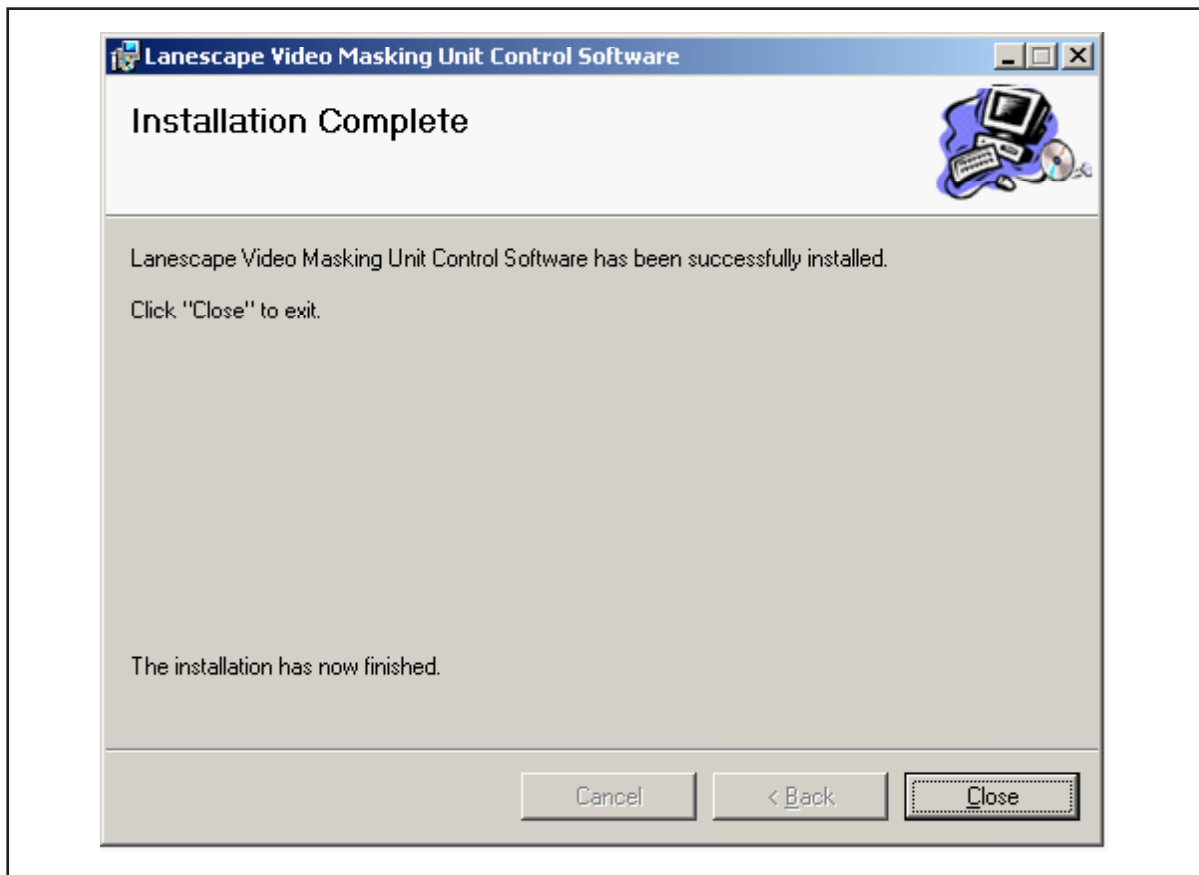 Lanescape Video Masking Unit Control Software
Installation Complete
Lanescape Video Masking Unit Control Software has been successfully installed.
Click "Close" to exit.
The installation has now finished.
Cancel
< Back
Close